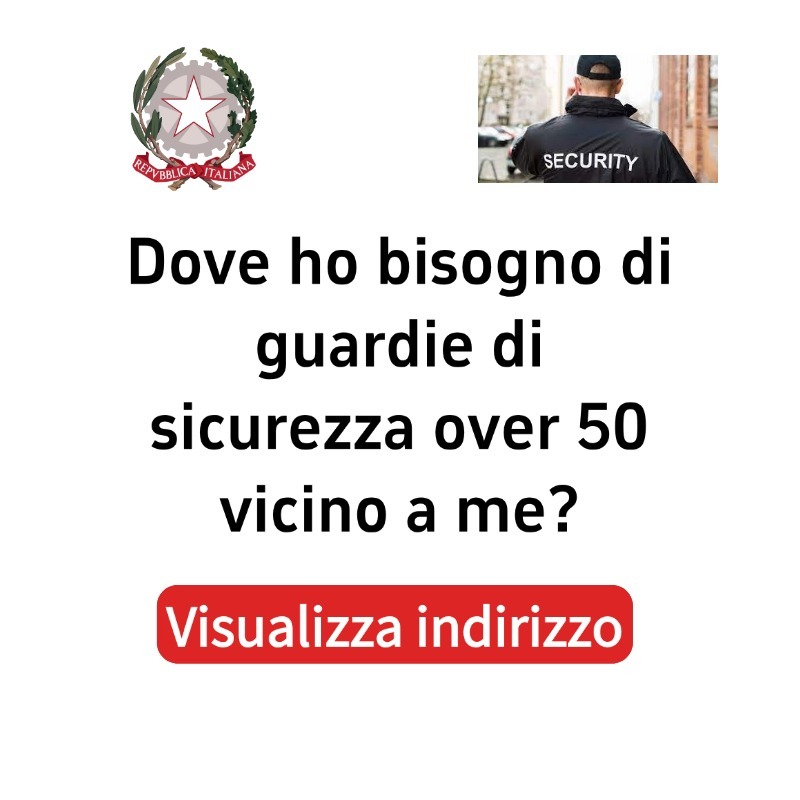 REPVBBLICA ITALIANA
SECURITY
Dove ho bisogno di
guardie di
sicurezza over 50
vicino a me?
Visualizza indirizzo